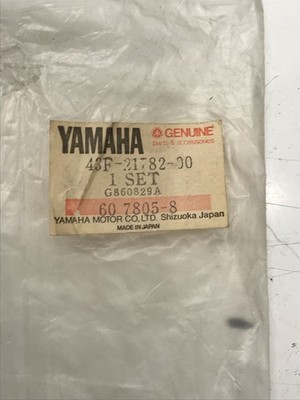 YAMAHA GENUINE
parts & accessories
43F-21782-00
1 SET
G860829A
60 7805-8
YAMAHA MOTOR CO., LTD. Shizuoka Japan
MADE IN JAPAN